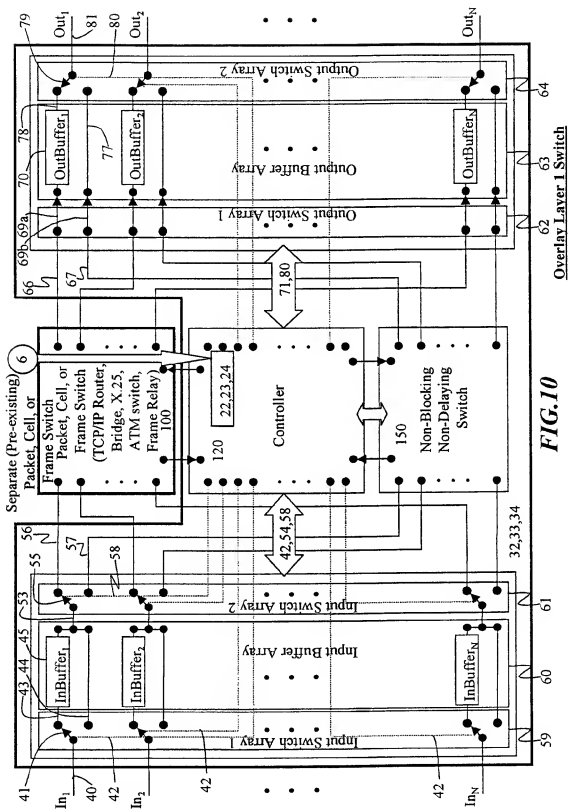 Separate (Pre-existing)
Packet, Cell, or
Frame Switch
6
Packet, Cell, or
Frame Switch
(TCP/IP Router,
Bridge, X.25,
ATM switch,
Frame Relay)
100
22,23,24
120
Controller
150
Non-Blocking
Non-Delaying
Switch
42,54,58
71,80
32,33,34
41
43
44
45
53
55
56
57
58
In1
40
42
In2
42
InN
42
InBuffer1
InBuffer2
InBufferN
Input Switch Array 1
Input Buffer Array
Input Switch Array 2
59
60
61
66
67
69b
69a
70
77
78
79
Out1
81
80
Out2
OutN
OutBuffer1
OutBuffer2
OutBufferN
Output Switch Array 1
Output Buffer Array
Output Switch Array 2
62
63
64
Overlay Layer 1 Switch
FIG.10